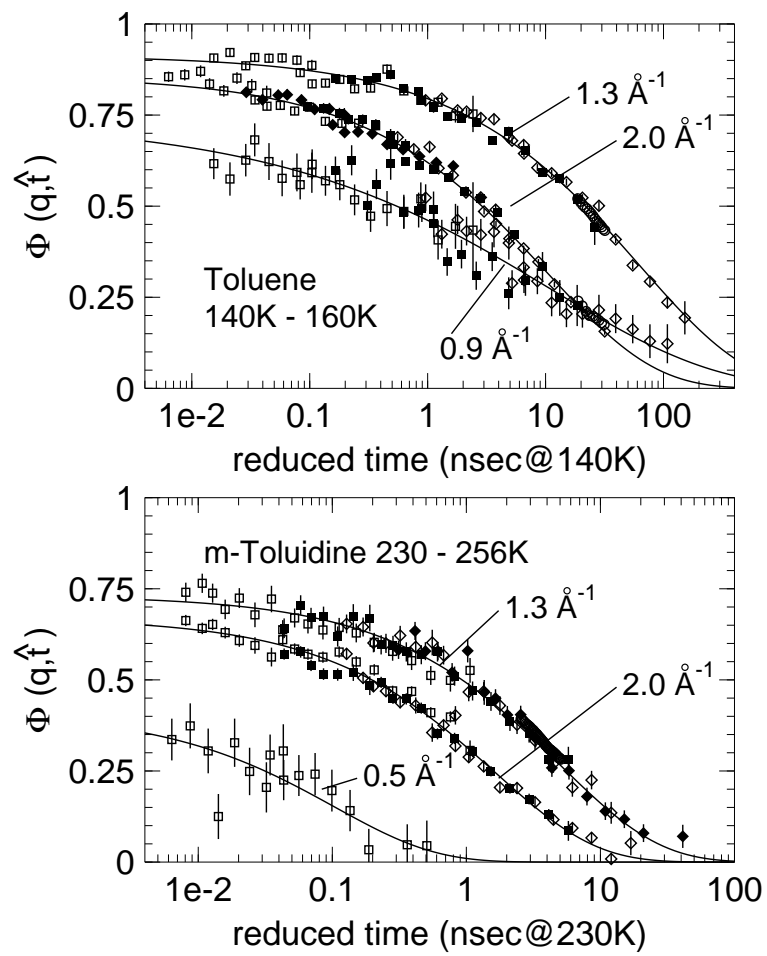 1
0.75
0.5
0.25
0
Φ (q,t̂)
1.3 Å⁻¹
2.0 Å⁻¹
Toluene
140K - 160K
0.9 Å⁻¹
1e-2 0.1 1 10 100
reduced time (nsec@140K)
1
0.75
0.5
0.25
0
Φ (q,t̂)
m-Toluidine 230 - 256K
1.3 Å⁻¹
2.0 Å⁻¹
0.5 Å⁻¹
1e-2 0.1 1 10 100
reduced time (nsec@230K)